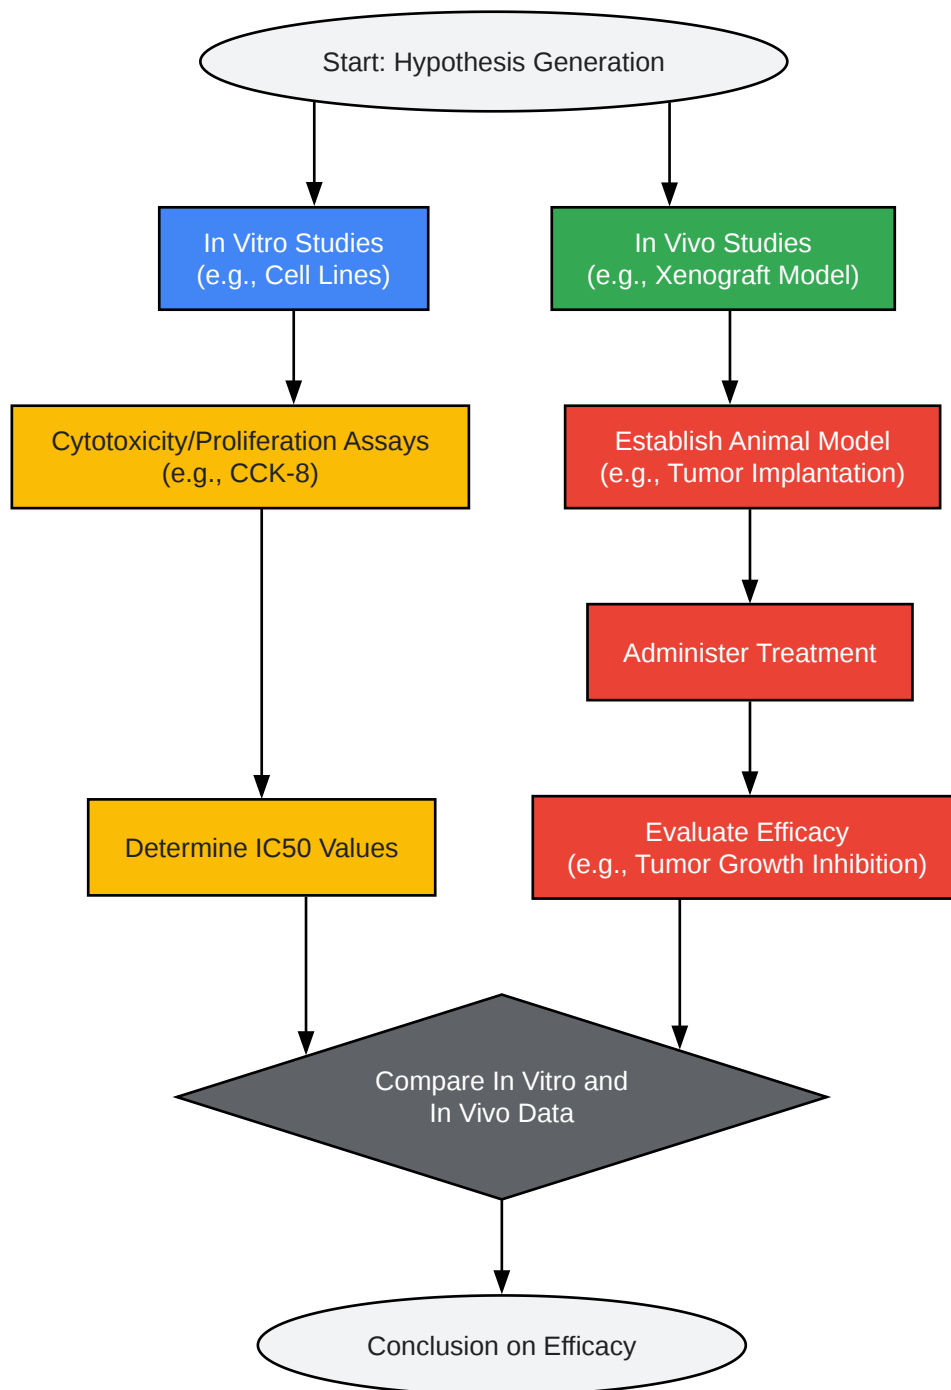 Start: Hypothesis Generation
In Vitro Studies
(e.g., Cell Lines)
In Vivo Studies
(e.g., Xenograft Model)
Cytotoxicity/Proliferation Assays
(e.g., CCK-8)
Establish Animal Model
(e.g., Tumor Implantation)
Administer Treatment
Determine IC50 Values
Evaluate Efficacy
(e.g., Tumor Growth Inhibition)
Compare In Vitro and
In Vivo Data
Conclusion on Efficacy